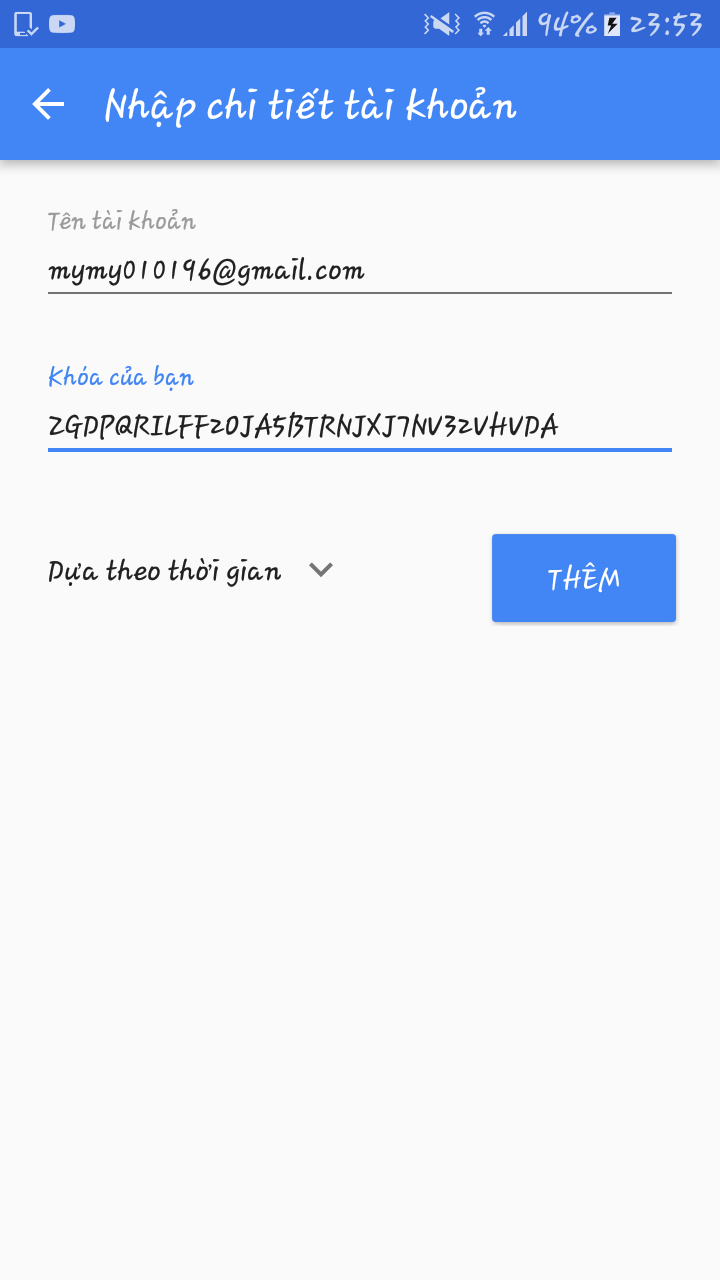 94% 23:53
Nhập chi tiết tài khoản
Tên tài khoản
mymy010196@gmail.com
Khóa của bạn
ZGDPQRILFFzOJA5BTRNJXJ7NV3zVHVDA
Dựa theo thời gian
THÊM